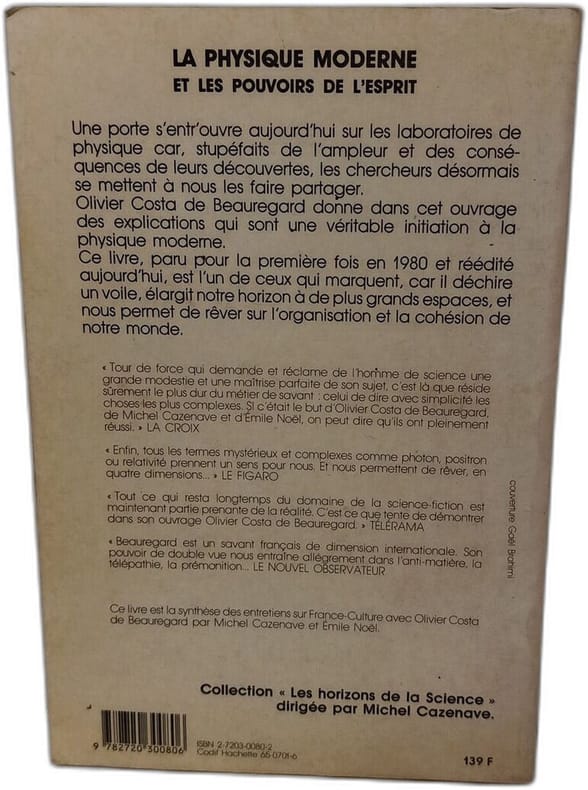 LA PHYSIQUE MODERNE
ET LES POUVOIRS DE L'ESPRIT
Une porte s'entr'ouvre aujourd'hui sur les laboratoires de
physique car, stupéfaits de l'ampleur et des consé-
quences de leurs découvertes, les chercheurs désormais
se mettent à nous les faire partager.
Olivier Costa de Beauregard donne dans cet ouvrage
des explications qui sont une véritable initiation à la
physique moderne.
Ce livre, paru pour la première fois en 1980 et réédité
aujourd'hui, est l'un de ceux qui marquent, car il déchire
un voile, élargit notre horizon à de plus grands espaces, et
nous permet de rêver sur l'organisation et la cohésion de
notre monde.
« Tour de force qui demande et réclame de l'homme de science une
grande modestie et une maîtrise parfaite de son sujet, c'est là que réside
sûrement le plus dur du métier de savant : celui de dire avec simplicité les
choses les plus complexes. Si c'était le but d'Olivier Costa de Beauregard,
de Michel Cazenave et d'Émile Noël, on peut dire qu'ils ont pleinement
réussi. » LA CROIX
« Enfin, tous les termes mystérieux et complexes comme photon, positron
ou relativité prennent un sens pour nous. Et nous permettent de rêver, en
quatre dimensions... » LE FIGARO
« Tout ce qui resta longtemps du domaine de la science-fiction est
maintenant partie prenante de la réalité. C'est ce que tente de démontrer
dans son ouvrage Olivier Costa de Beauregard. » TÉLÉRAMA
« Beauregard est un savant français de dimension internationale. Son
pouvoir de double vue nous entraîne allégrement dans l'anti-matière, la
télépathie, la prémonition... LE NOUVEL OBSERVATEUR
couverture Gaël Brahimi
Ce livre est la synthèse des entretiens sur France-Culture avec Olivier Costa
de Beauregard par Michel Cazenave et Émile Noël.
Collection « Les horizons de la Science »
dirigée par Michel Cazenave.
9 782720 300806
ISBN 2-7203-0080-2
Codif Hachette 65-0701-6
139 F